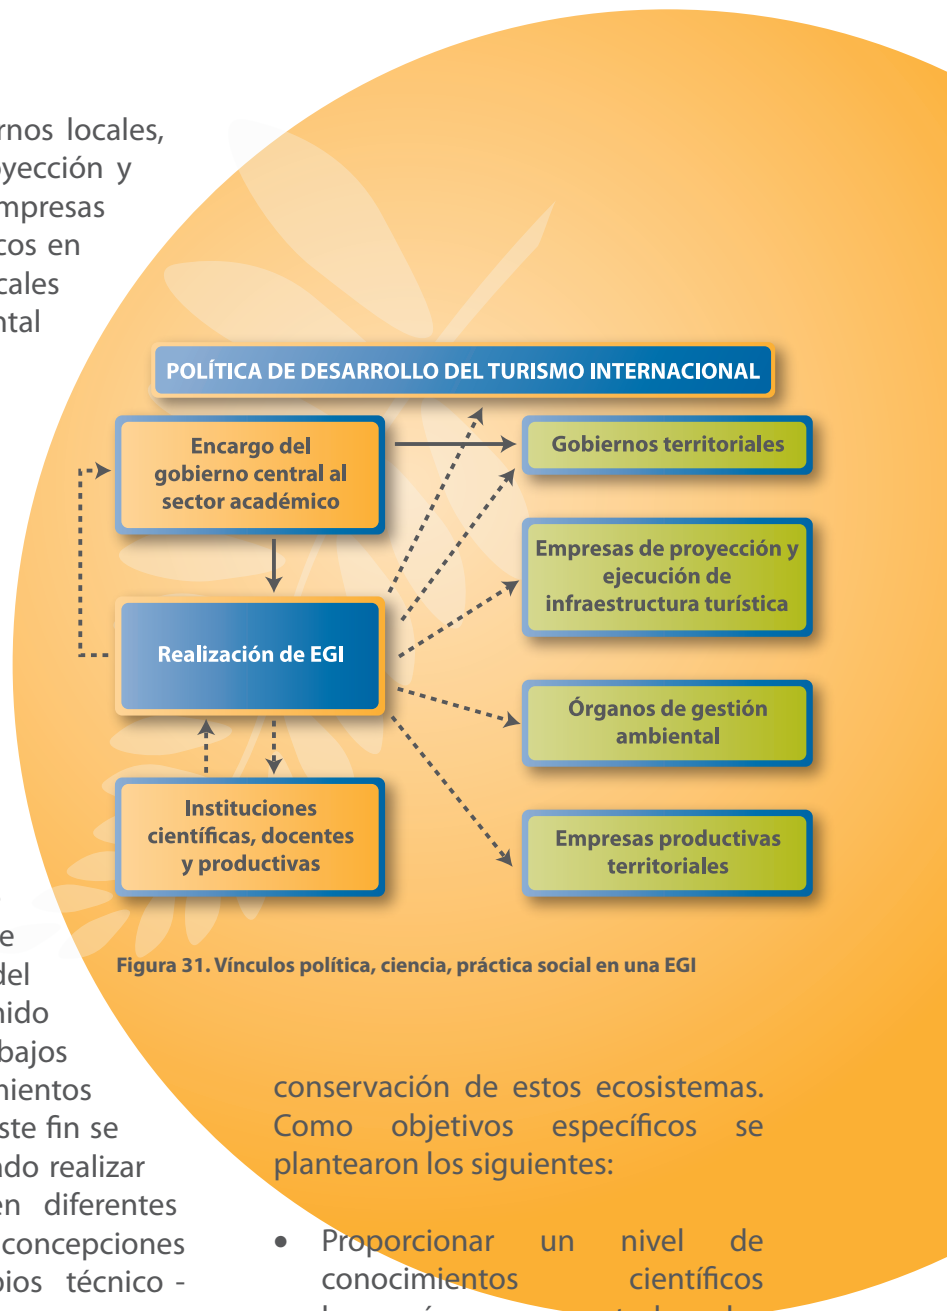 rnos locales,
yección y
mpresas
cos en
cales
ntal
POLÍTICA DE DESARROLLO DEL TURISMO INTERNACIONAL
Encargo del
gobierno central al
sector académico
Gobiernos territoriales
Empresas de proyección y
ejecución de
infraestructura turística
Realización de EGI
Órganos de gestión
ambiental
Instituciones
científicas, docentes
y productivas
Empresas productivas
territoriales
Figura 31. Vínculos política, ciencia, práctica social en una EGI
e
del
nido
bajos
mientos
ste fin se
ndo realizar
en diferentes
concepciones
pios técnico -
conservación de estos ecosistemas.
Como objetivos específicos se
plantearon los siguientes:
• Proporcionar un nivel de
conocimientos científicos